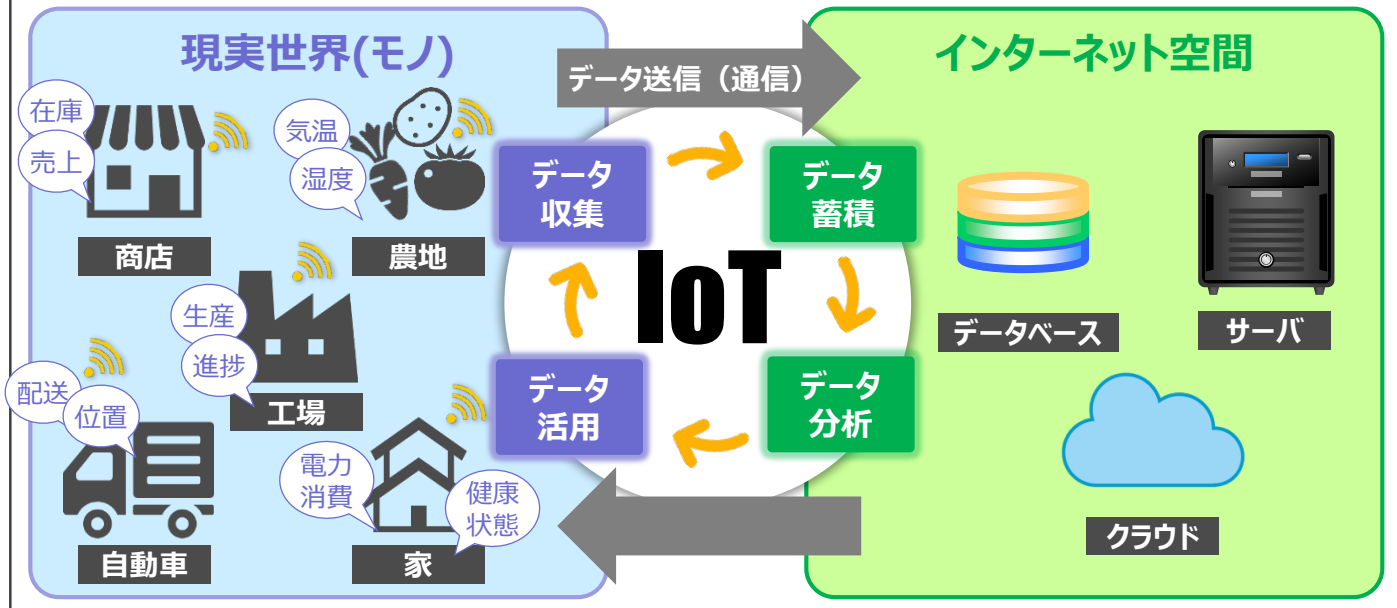 現実世界(モノ)
データ送信（通信）
インターネット空間
在庫
売上
商店
気温
湿度
農地
データ
収集
データ
蓄積
IoT
データ
活用
データ
分析
生産
進捗
工場
配送
位置
自動車
電力
消費
健康
状態
家
データベース
サーバ
クラウド